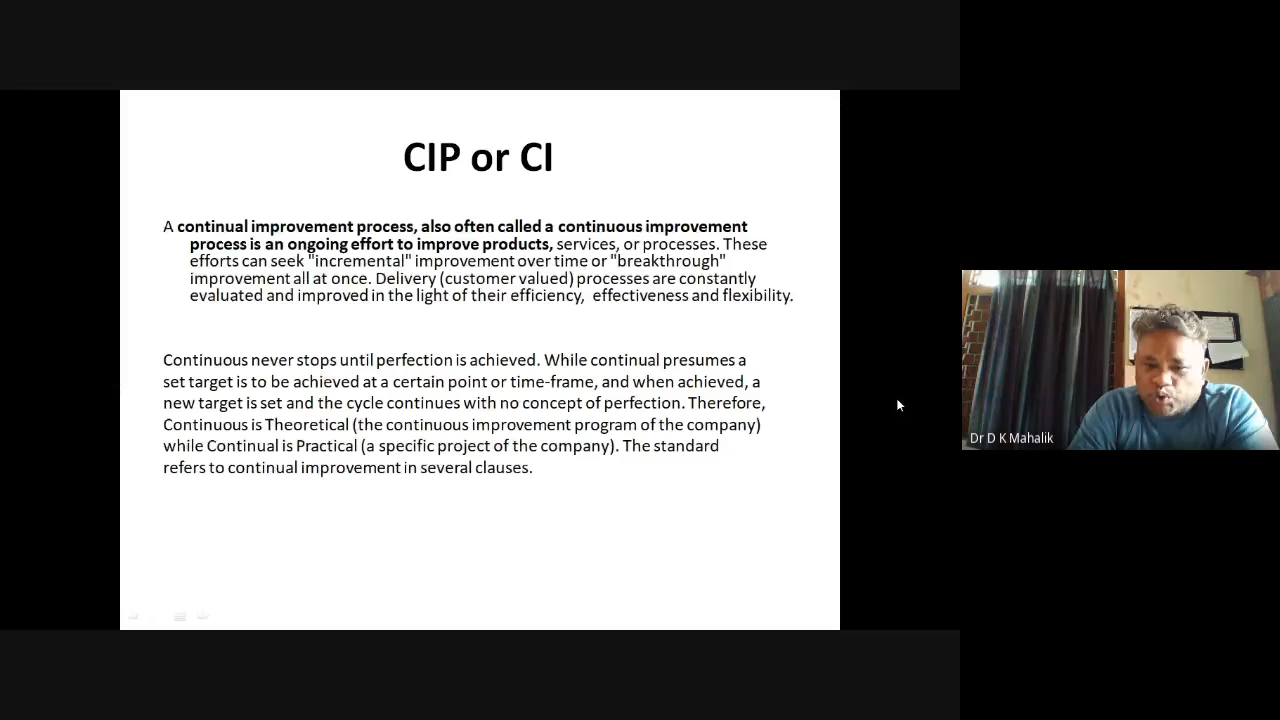 CIP or CI
A continual improvement process, also often called a continuous improvement
process is an ongoing effort to improve products, services, or processes. These
efforts can seek "incremental" improvement over time or "breakthrough"
improvement all at once. Delivery (customer valued) processes are constantly
evaluated and improved in the light of their efficiency,  effectiveness and flexibility.
Continuous never stops until perfection is achieved. While continual presumes a
set target is to be achieved at a certain point or time-frame, and when achieved, a
new target is set and the cycle continues with no concept of perfection. Therefore,
Continuous is Theoretical (the continuous improvement program of the company)
while Continual is Practical (a specific project of the company). The standard
refers to continual improvement in several clauses.
Dr D K Mahalik